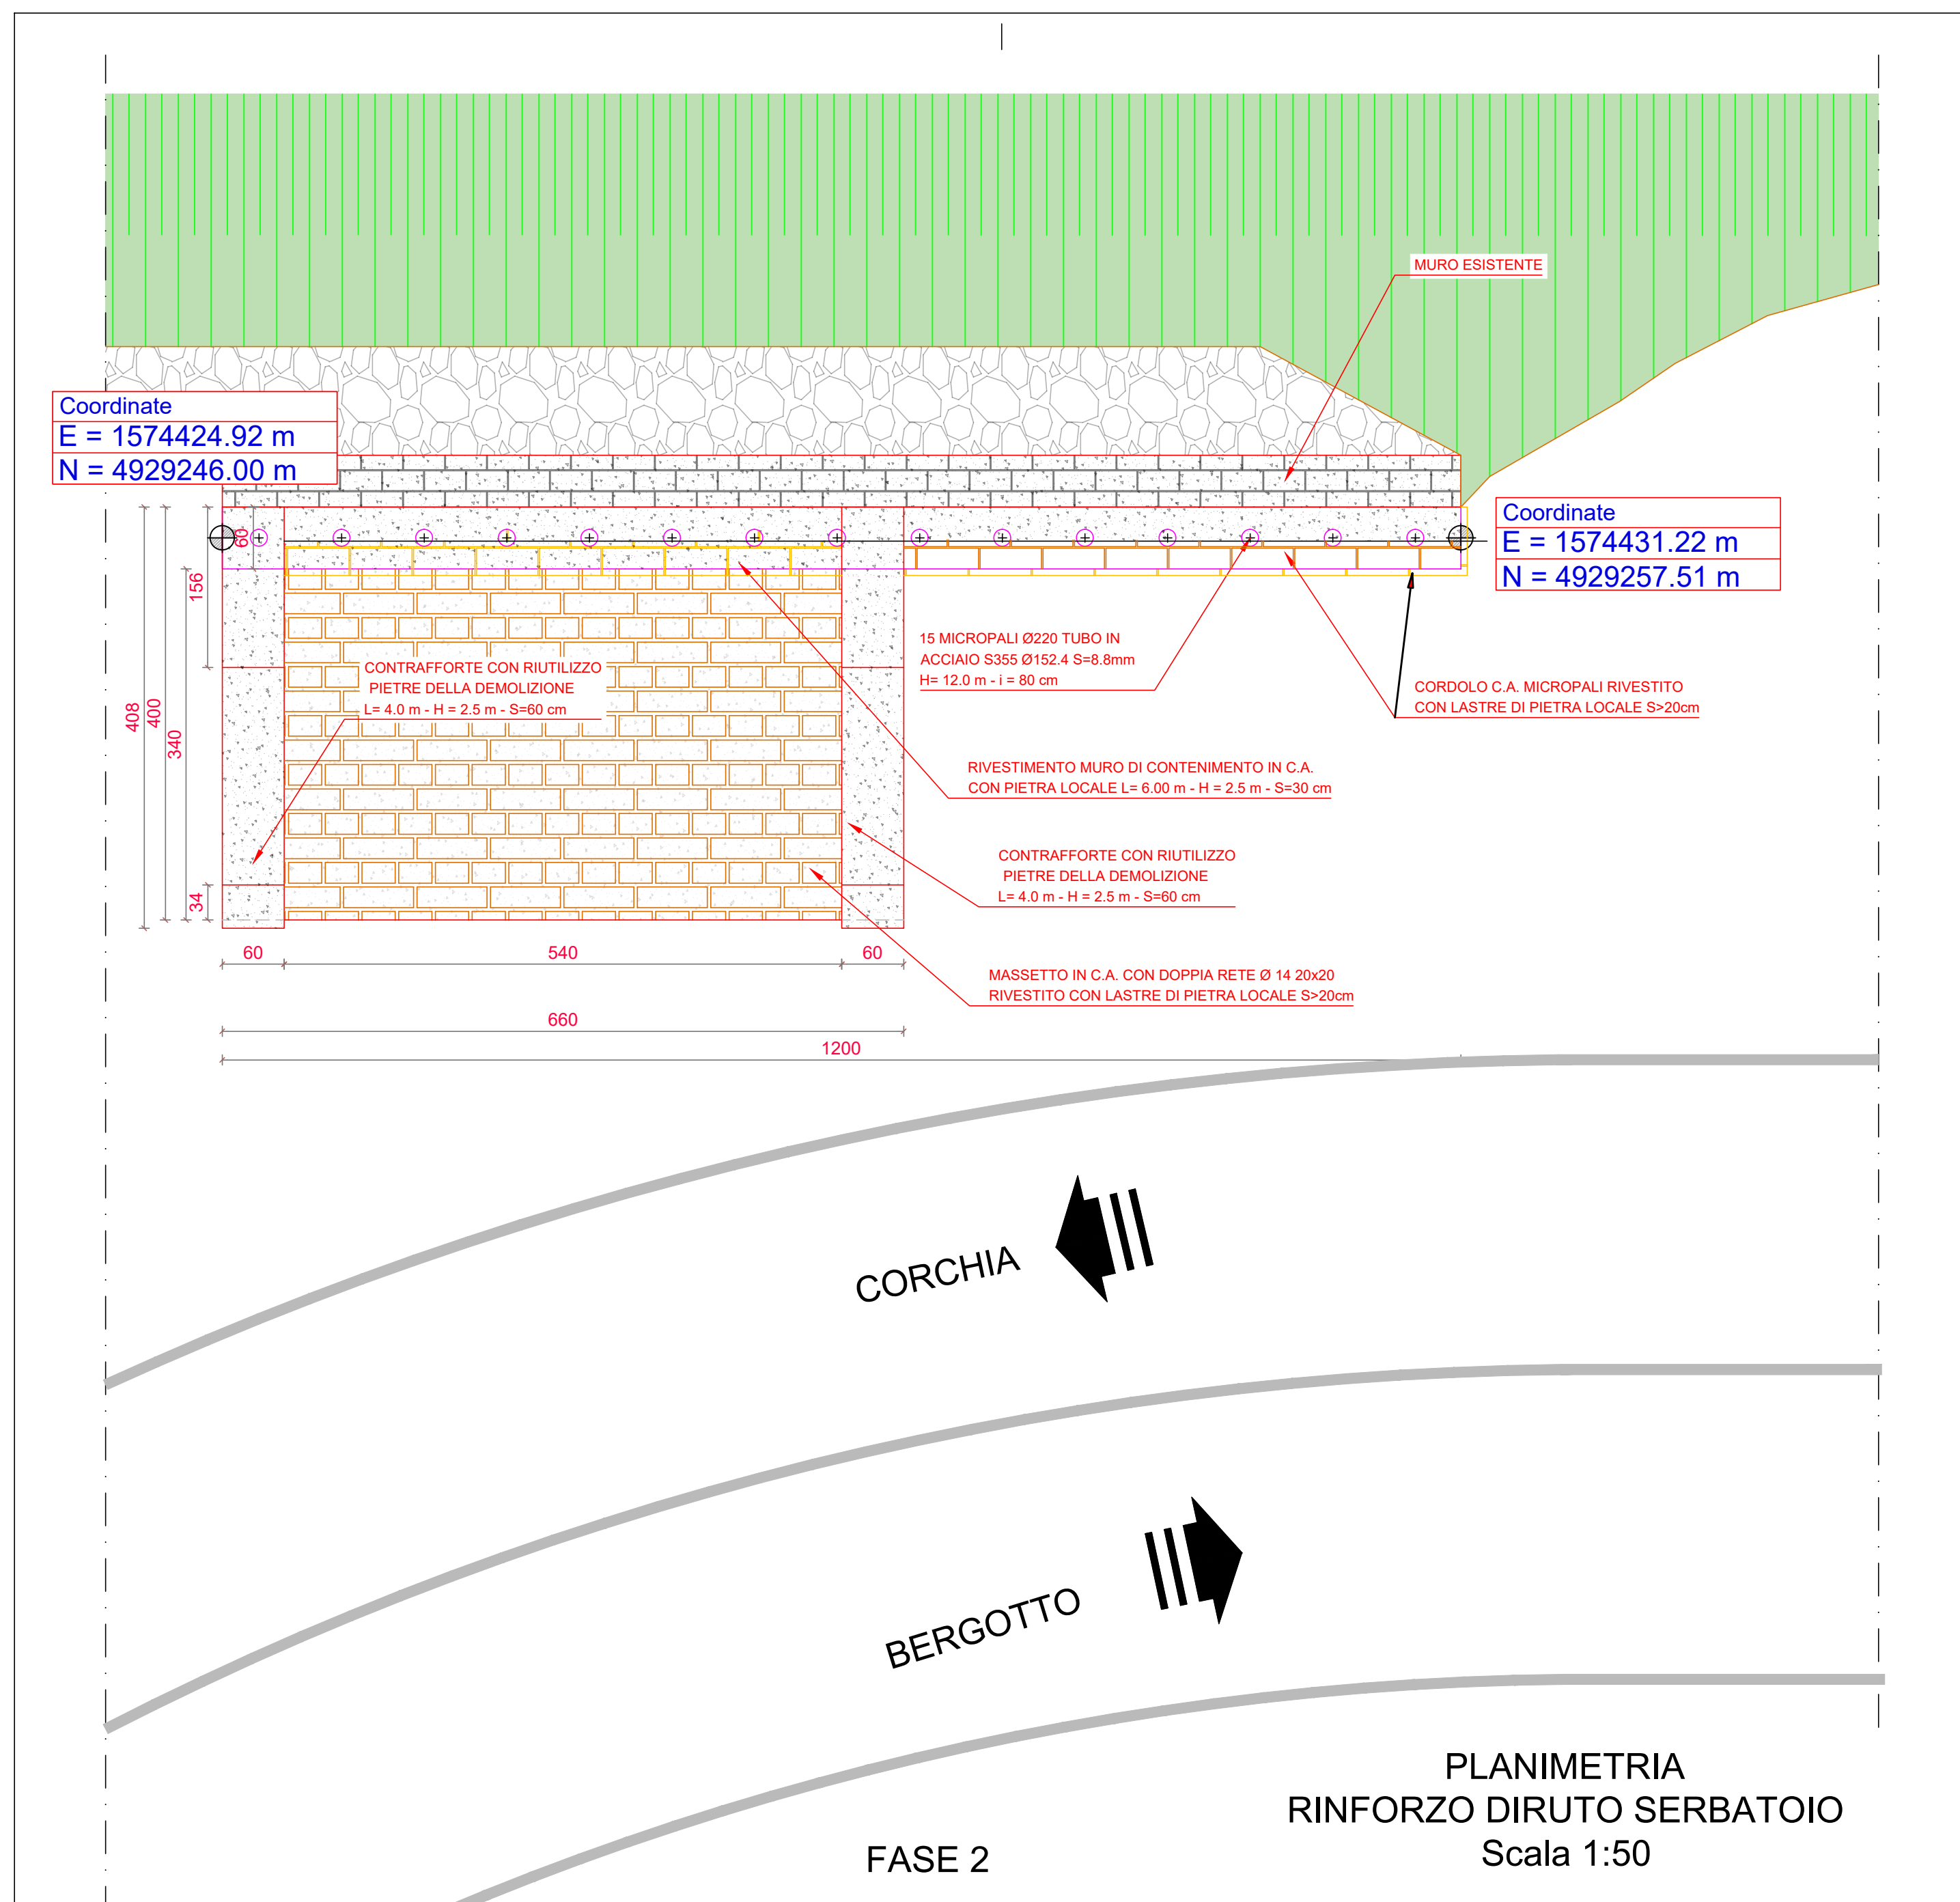 MURO ESISTENTE
Coordinate
E = 1574424.92 m
N = 4929246.00 m
Coordinate
E = 1574431.22 m
N = 4929257.51 m
60
156
408
400
340
34
15 MICROPALI Ø220 TUBO IN
ACCIAIO S355 Ø152.4 S=8.8mm
H= 12.0 m - i = 80 cm
CONTRAFFORTE CON RIUTILIZZO
PIETRE DELLA DEMOLIZIONE
L= 4.0 m - H = 2.5 m - S=60 cm
CORDOLO C.A. MICROPALI RIVESTITO
CON LASTRE DI PIETRA LOCALE S>20cm
RIVESTIMENTO MURO DI CONTENIMENTO IN C.A.
CON PIETRA LOCALE L= 6.00 m - H = 2.5 m - S=30 cm
CONTRAFFORTE CON RIUTILIZZO
PIETRE DELLA DEMOLIZIONE
L= 4.0 m - H = 2.5 m - S=60 cm
60
540
60
MASSETTO IN C.A. CON DOPPIA RETE Ø 14 20x20
RIVESTITO CON LASTRE DI PIETRA LOCALE S>20cm
660
1200
CORCHIA
BERGOTTO
PLANIMETRIA
RINFORZO DIRUTO SERBATOIO
Scala 1:50
FASE 2